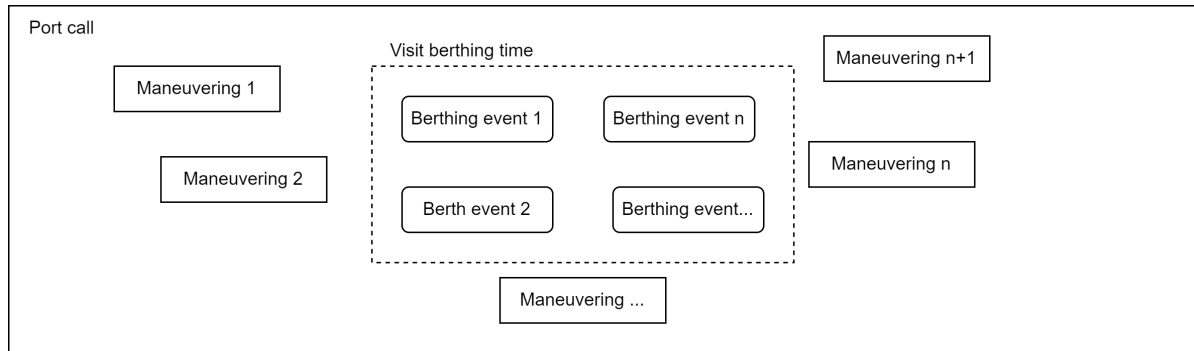 Port call
Visit berthing time
Maneuvering n+1
Maneuvering 1
Berthing event 1
Berthing event n
Maneuvering n
Maneuvering 2
Berth event 2
Berthing event...
Maneuvering ...